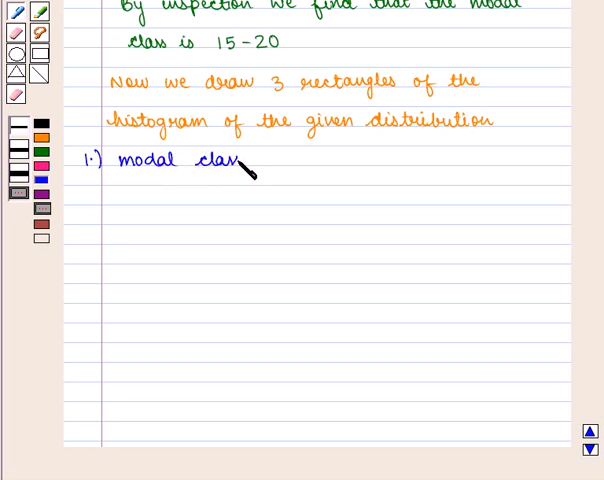 By inspection we find that the modal
class is 15-20
Now we draw 3 rectangles of the
histogram of the given distribution
1.) modal clas